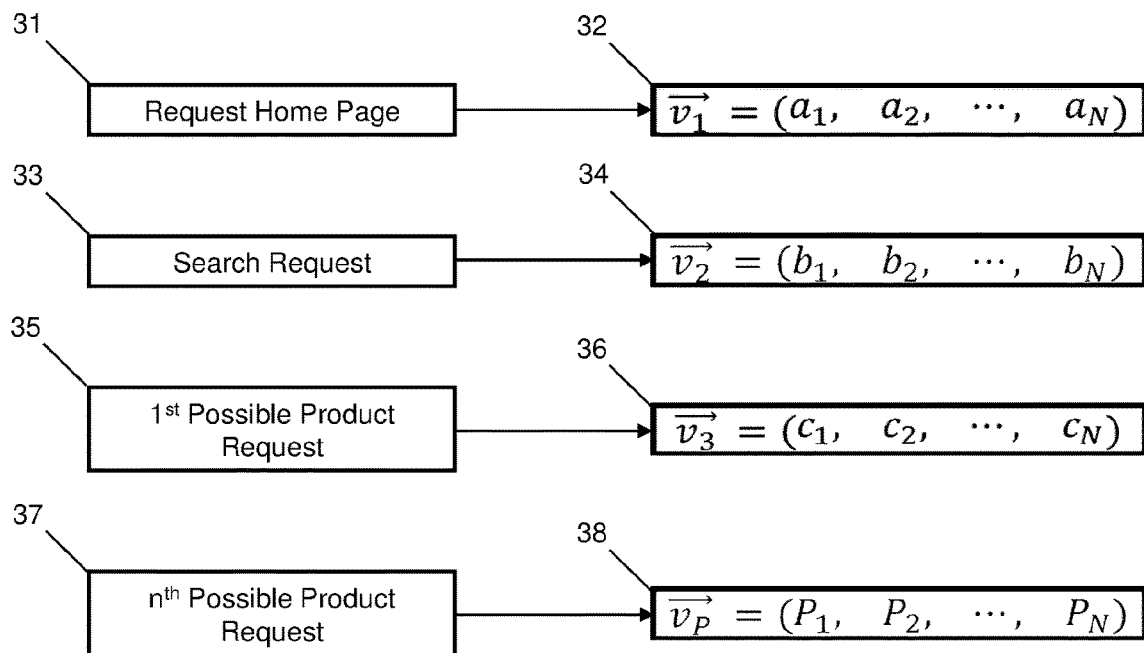 31 32
Request Home Page v₁⃗ = (a₁, a₂, ⋯, a_N)
33 34
Search Request v₂⃗ = (b₁, b₂, ⋯, b_N)
35 36
1ˢᵗ Possible Product
Request v₃⃗ = (c₁, c₂, ⋯, c_N)
37 38
nᵗʰ Possible Product
Request v_P⃗ = (P₁, P₂, ⋯, P_N)